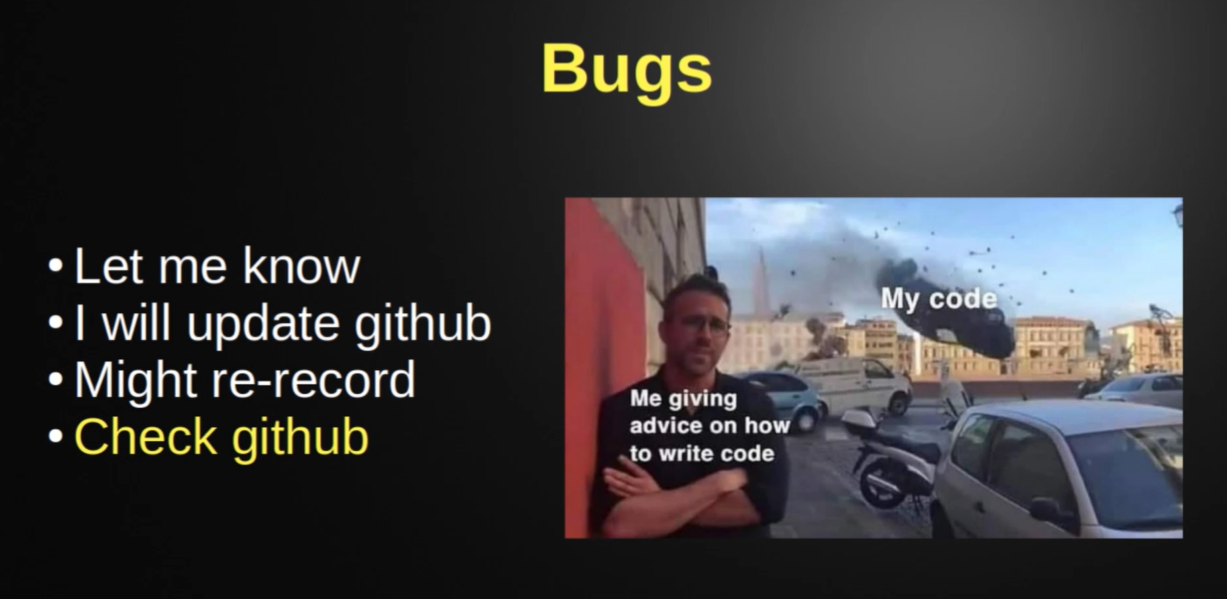 Bugs
Let me know
I will update github
Might re-record
Check github
My code
Me giving
advice on how
to write code